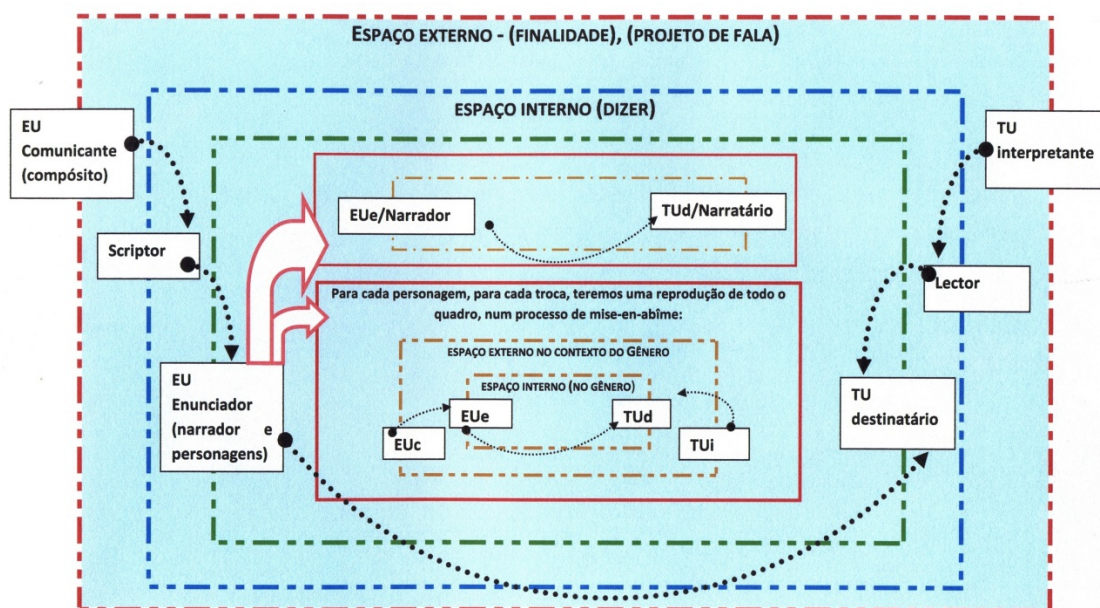 ESPAÇO EXTERNO - (FINALIDADE), (PROJETO DE FALA)
ESPAÇO INTERNO (DIZER)
EU
Comunicante
(compósito)
TU
interpretante
EUe/Narrador
TUd/Narratário
Scriptor
Lector
Para cada personagem, para cada troca, teremos uma reprodução de todo o
quadro, num processo de mise-en-abîme:
ESPAÇO EXTERNO NO CONTEXTO DO GÊNERO
ESPAÇO INTERNO (NO GÊNERO)
EUe
TUd
EUc
TUi
EU
Enunciador
(narrador e
personagens)
TU
destinatário